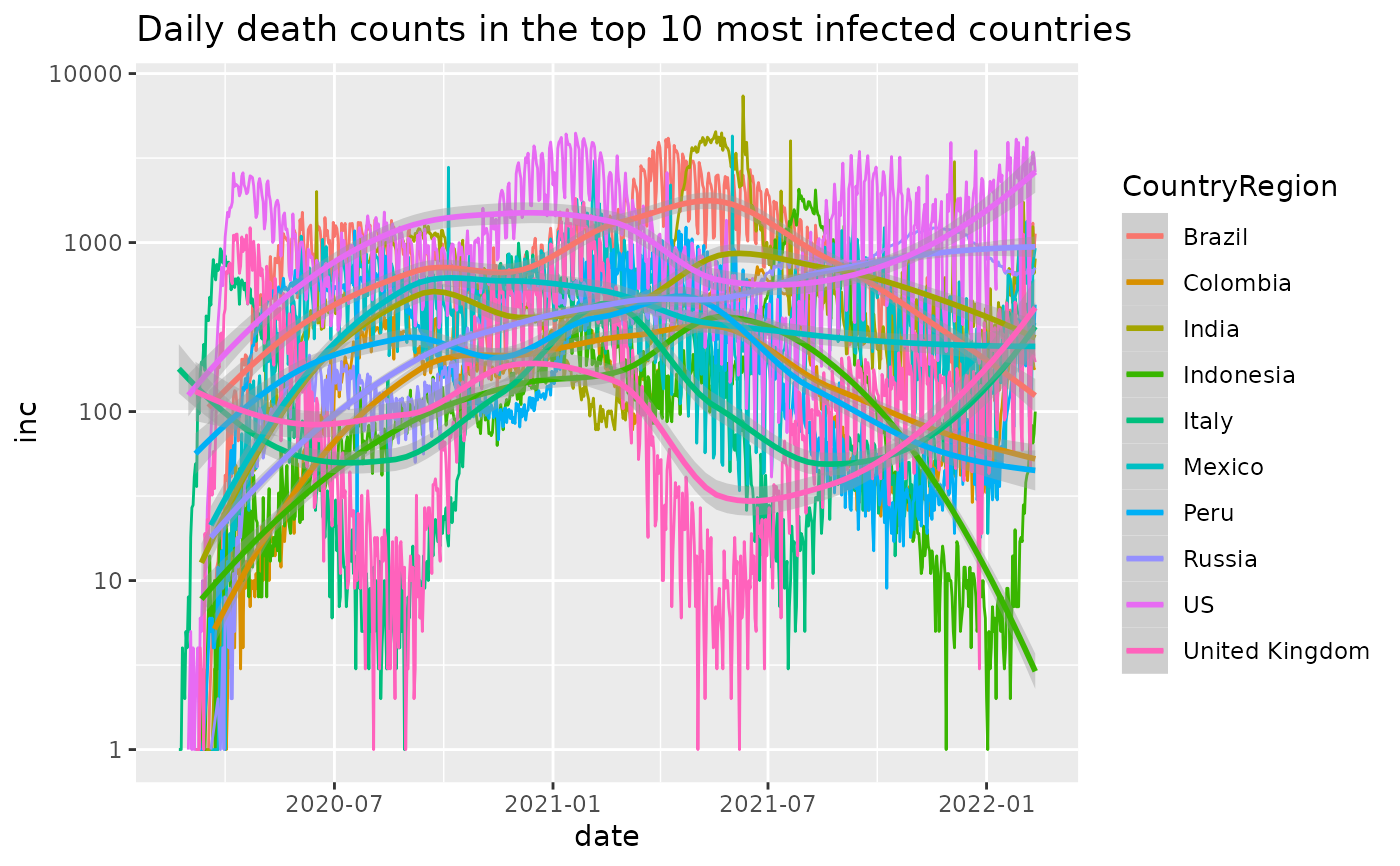 Daily death counts in the top 10 most infected countries
10000
1000
100
10
1
inc
2020-07
2021-01
2021-07
2022-01
date
CountryRegion
Brazil
Colombia
India
Indonesia
Italy
Mexico
Peru
Russia
US
United Kingdom